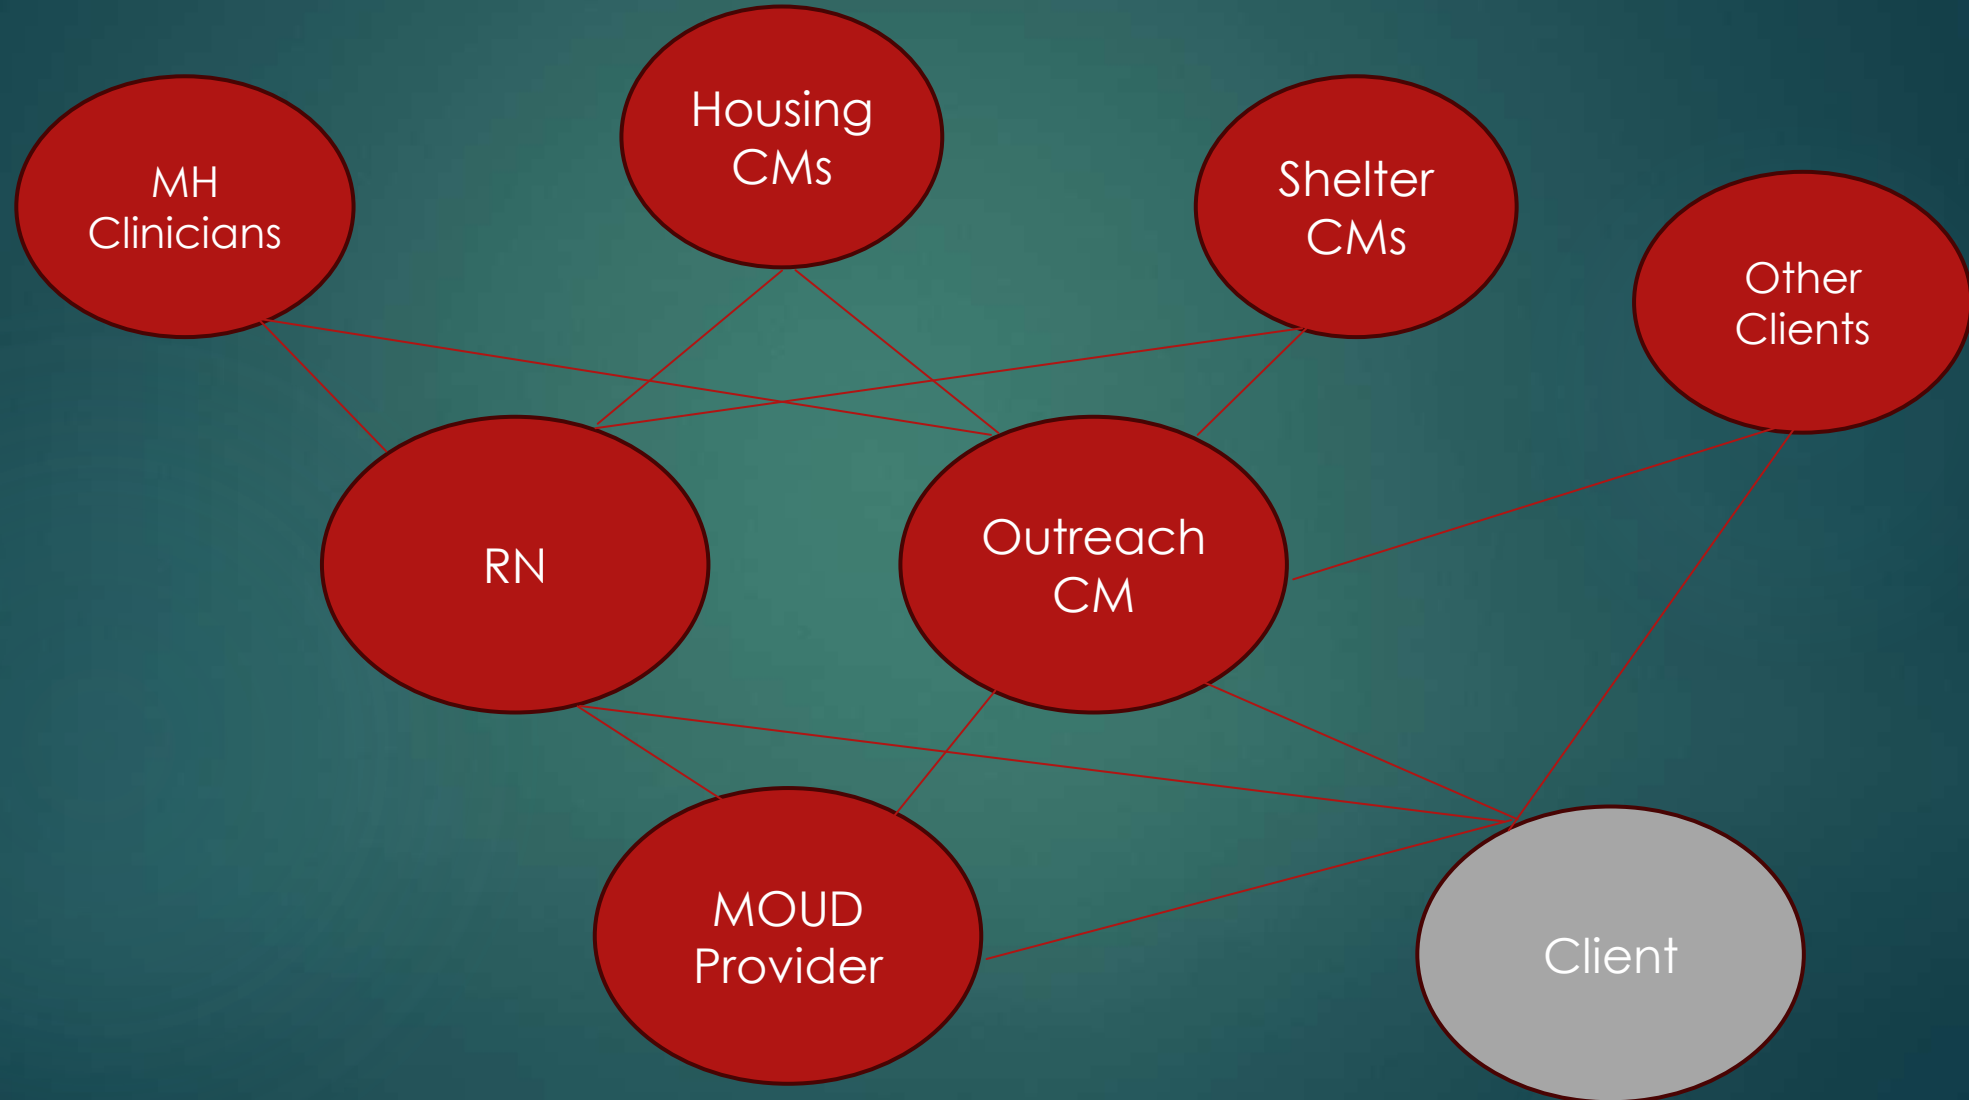 MH
Clinicians
Housing
CMs
Shelter
CMs
Other
Clients
RN
Outreach
CM
MOUD
Provider
Client